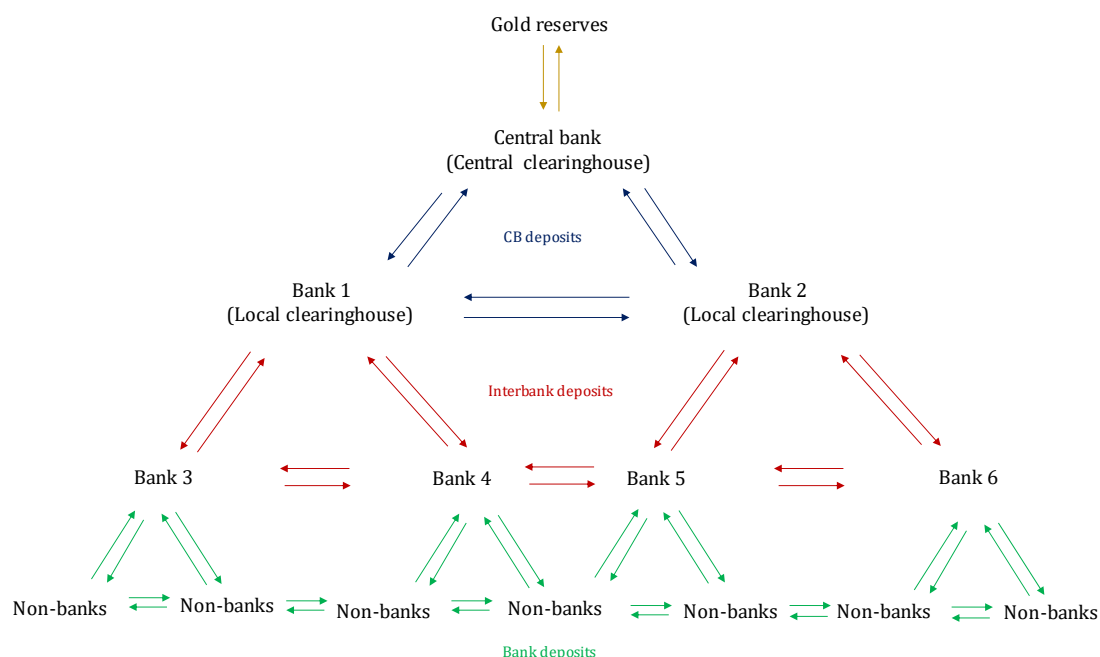 Gold reserves
Central bank
(Central clearinghouse)
CB deposits
Bank 1
(Local clearinghouse)
Bank 2
(Local clearinghouse)
Interbank deposits
Bank 3
Bank 4
Bank 5
Bank 6
Non-banks
Non-banks
Non-banks
Non-banks
Non-banks
Non-banks
Non-banks
Bank deposits